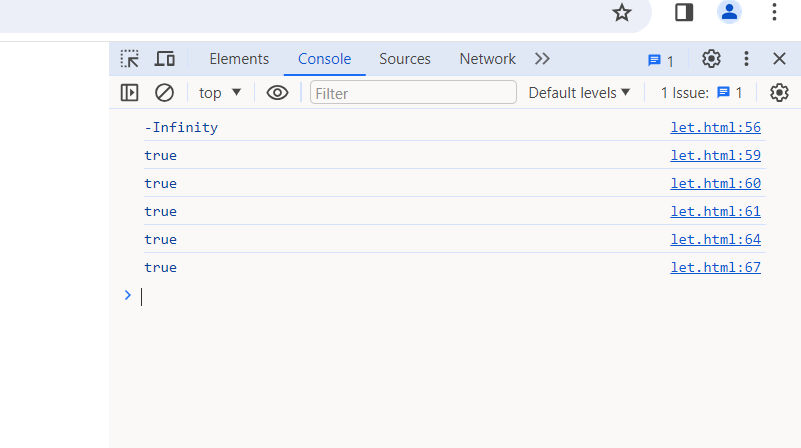 Elements Console Sources Network 1
top Filter Default levels 1 Issue: 1
-Infinity let.html:56
true let.html:59
true let.html:60
true let.html:61
true let.html:64
true let.html:67